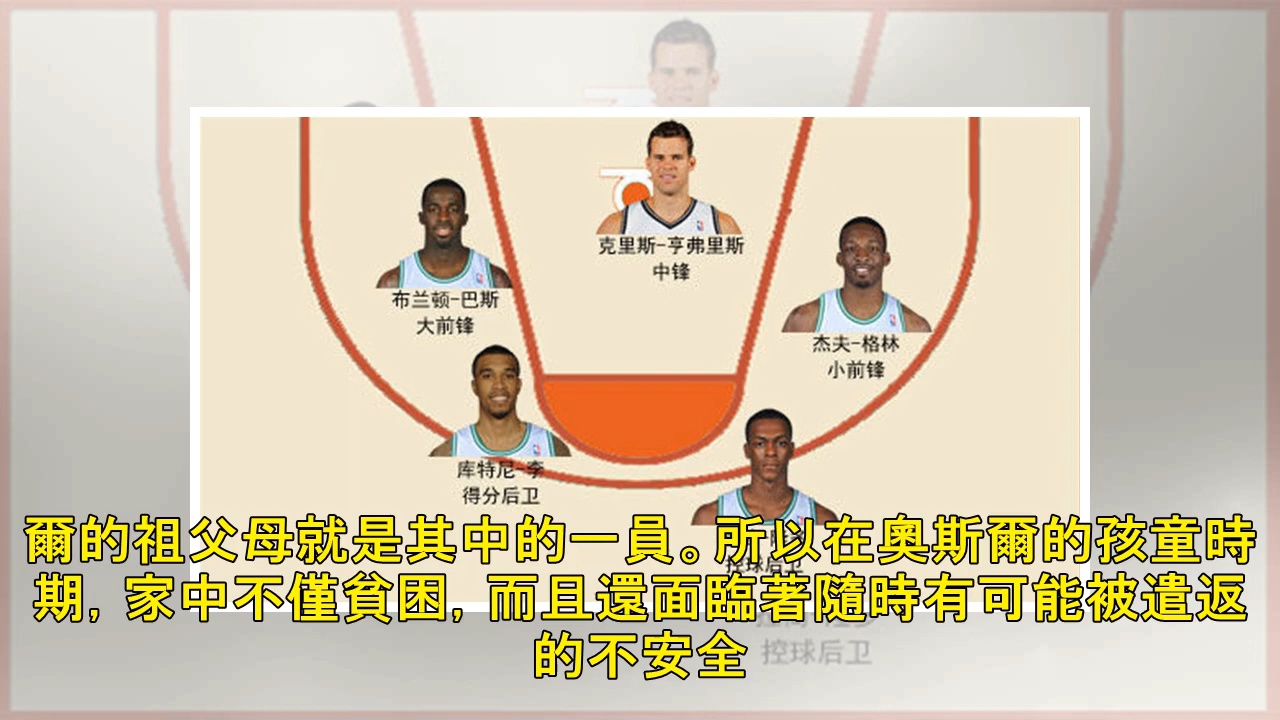 克里斯-亨弗里斯
中锋
布兰顿-巴斯
大前锋
杰夫-格林
小前锋
库特尼-李
得分后卫
控球后卫
爾的祖父母就是其中的一員。所以在奧斯爾的孩童時
期, 家中不僅貧困, 而且還面臨著隨時有可能被遣返
的不安全
控球后卫